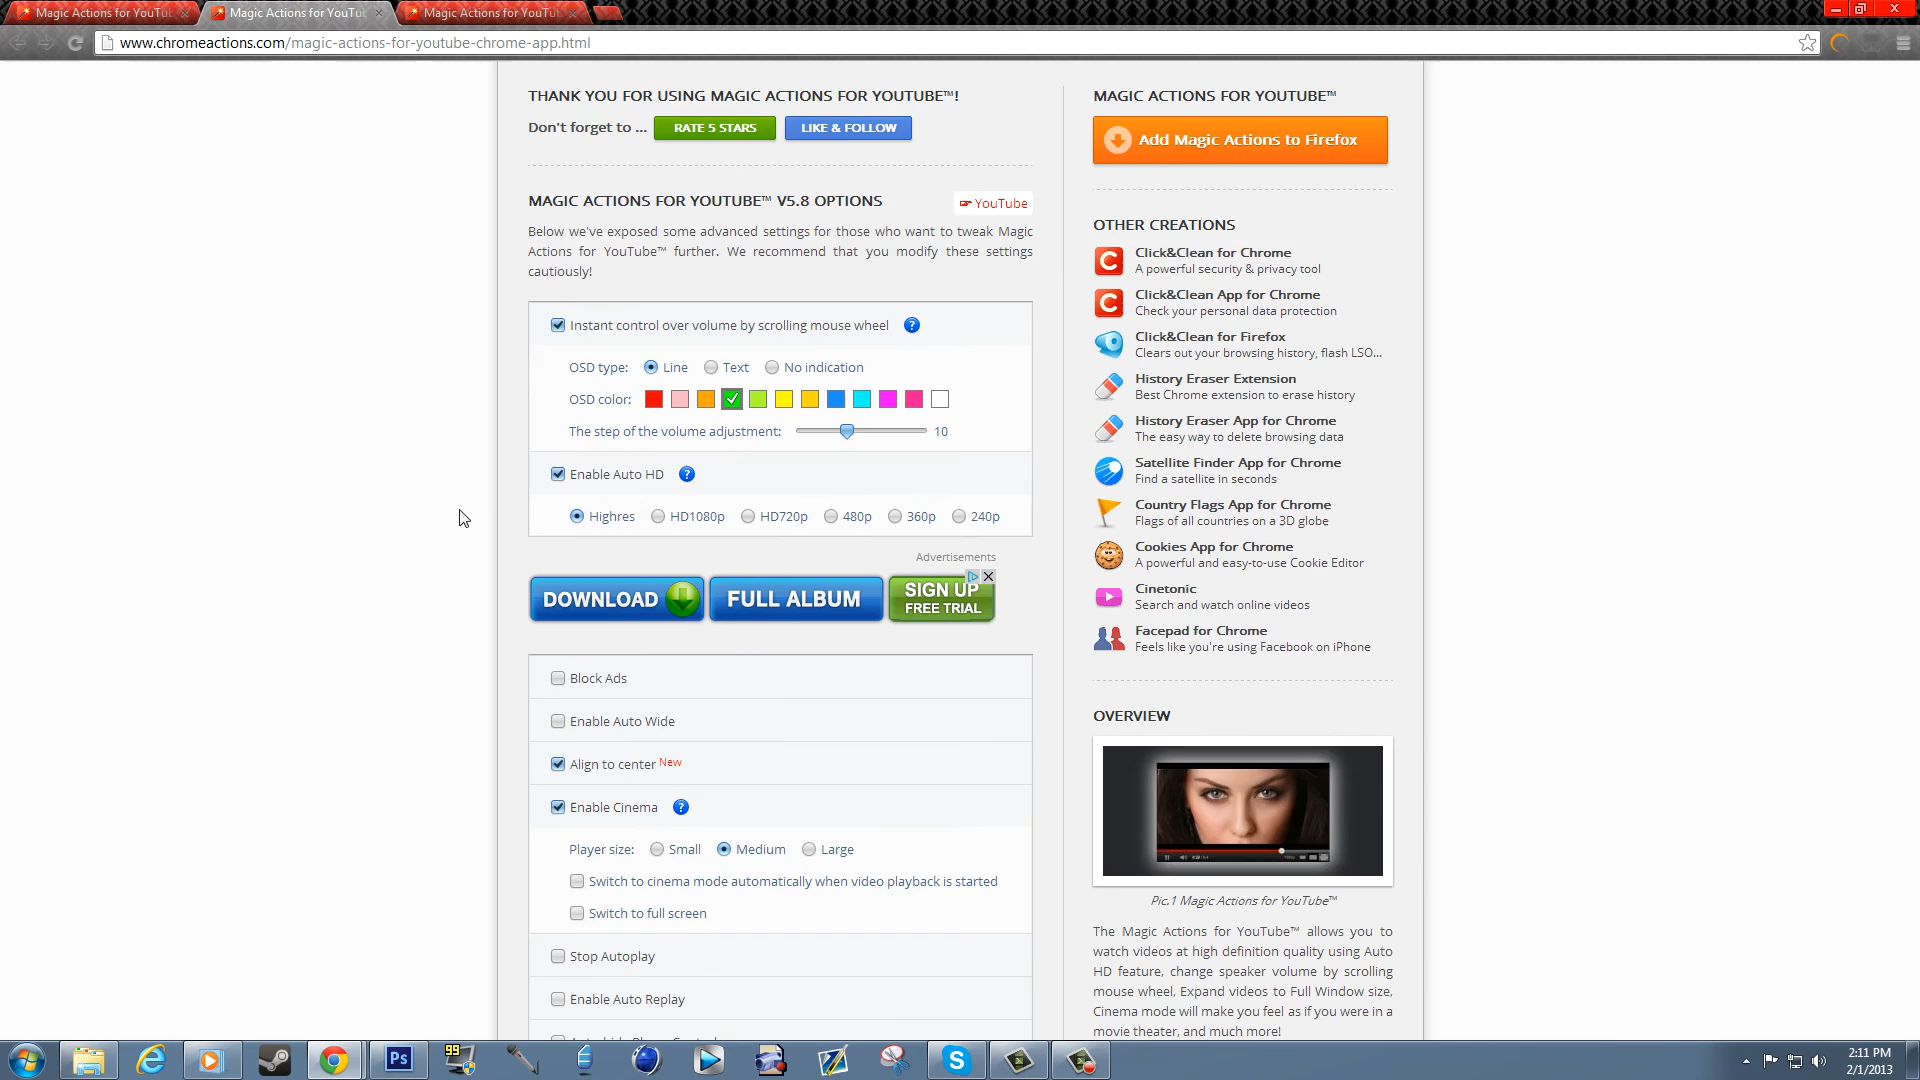 Magic Actions for YouTu
Magic Actions for YouTu
Magic Actions for YouTu
www.chromeactions.com/magic-actions-for-youtube-chrome-app.html
THANK YOU FOR USING MAGIC ACTIONS FOR YOUTUBE™!
Don't forget to ... RATE 5 STARS LIKE & FOLLOW
MAGIC ACTIONS FOR YOUTUBE™ V5.8 OPTIONS
YouTube
Below we've exposed some advanced settings for those who want to tweak Magic
Actions for YouTube™ further. We recommend that you modify these settings
cautiously!
Instant control over volume by scrolling mouse wheel ?
OSD type: Line Text No indication
OSD color:
The step of the volume adjustment: 10
Enable Auto HD ?
Highres HD1080p HD720p 480p 360p 240p
Advertisements
DOWNLOAD FULL ALBUM SIGN UP
FREE TRIAL
Block Ads
Enable Auto Wide
Align to center New
Enable Cinema ?
Player size: Small Medium Large
Switch to cinema mode automatically when video playback is started
Switch to full screen
Stop Autoplay
Enable Auto Replay
MAGIC ACTIONS FOR YOUTUBE™
Add Magic Actions to Firefox
OTHER CREATIONS
Click&Clean for Chrome
A powerful security & privacy tool
Click&Clean App for Chrome
Check your personal data protection
Click&Clean for Firefox
Clears out your browsing history, flash LSO...
History Eraser Extension
Best Chrome extension to erase history
History Eraser App for Chrome
The easy way to delete browsing data
Satellite Finder App for Chrome
Find a satellite in seconds
Country Flags App for Chrome
Flags of all countries on a 3D globe
Cookies App for Chrome
A powerful and easy-to-use Cookie Editor
Cinetonic
Search and watch online videos
Facepad for Chrome
Feels like you're using Facebook on iPhone
OVERVIEW
Pic.1 Magic Actions for YouTube™
The Magic Actions for YouTube™ allows you to
watch videos at high definition quality using Auto
HD feature, change speaker volume by scrolling
mouse wheel, Expand videos to Full Window size,
Cinema mode will make you feel as if you were in a
movie theater, and much more!
Ps
99
S
2:11 PM
2/1/2013